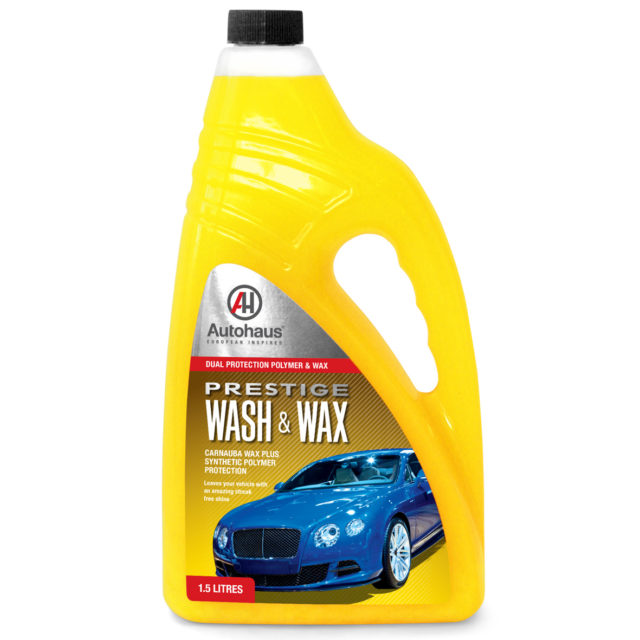 AH
Autohaus
EUROPEAN INSPIRED
DUAL PROTECTION POLYMER & WAX
PRESTIGE
WASH & WAX
CARNAUBA WAX PLUS
SYNTHETIC POLYMER
PROTECTION
Leaves your vehicle with
an amazing streak
free shine
1.5 LITRES